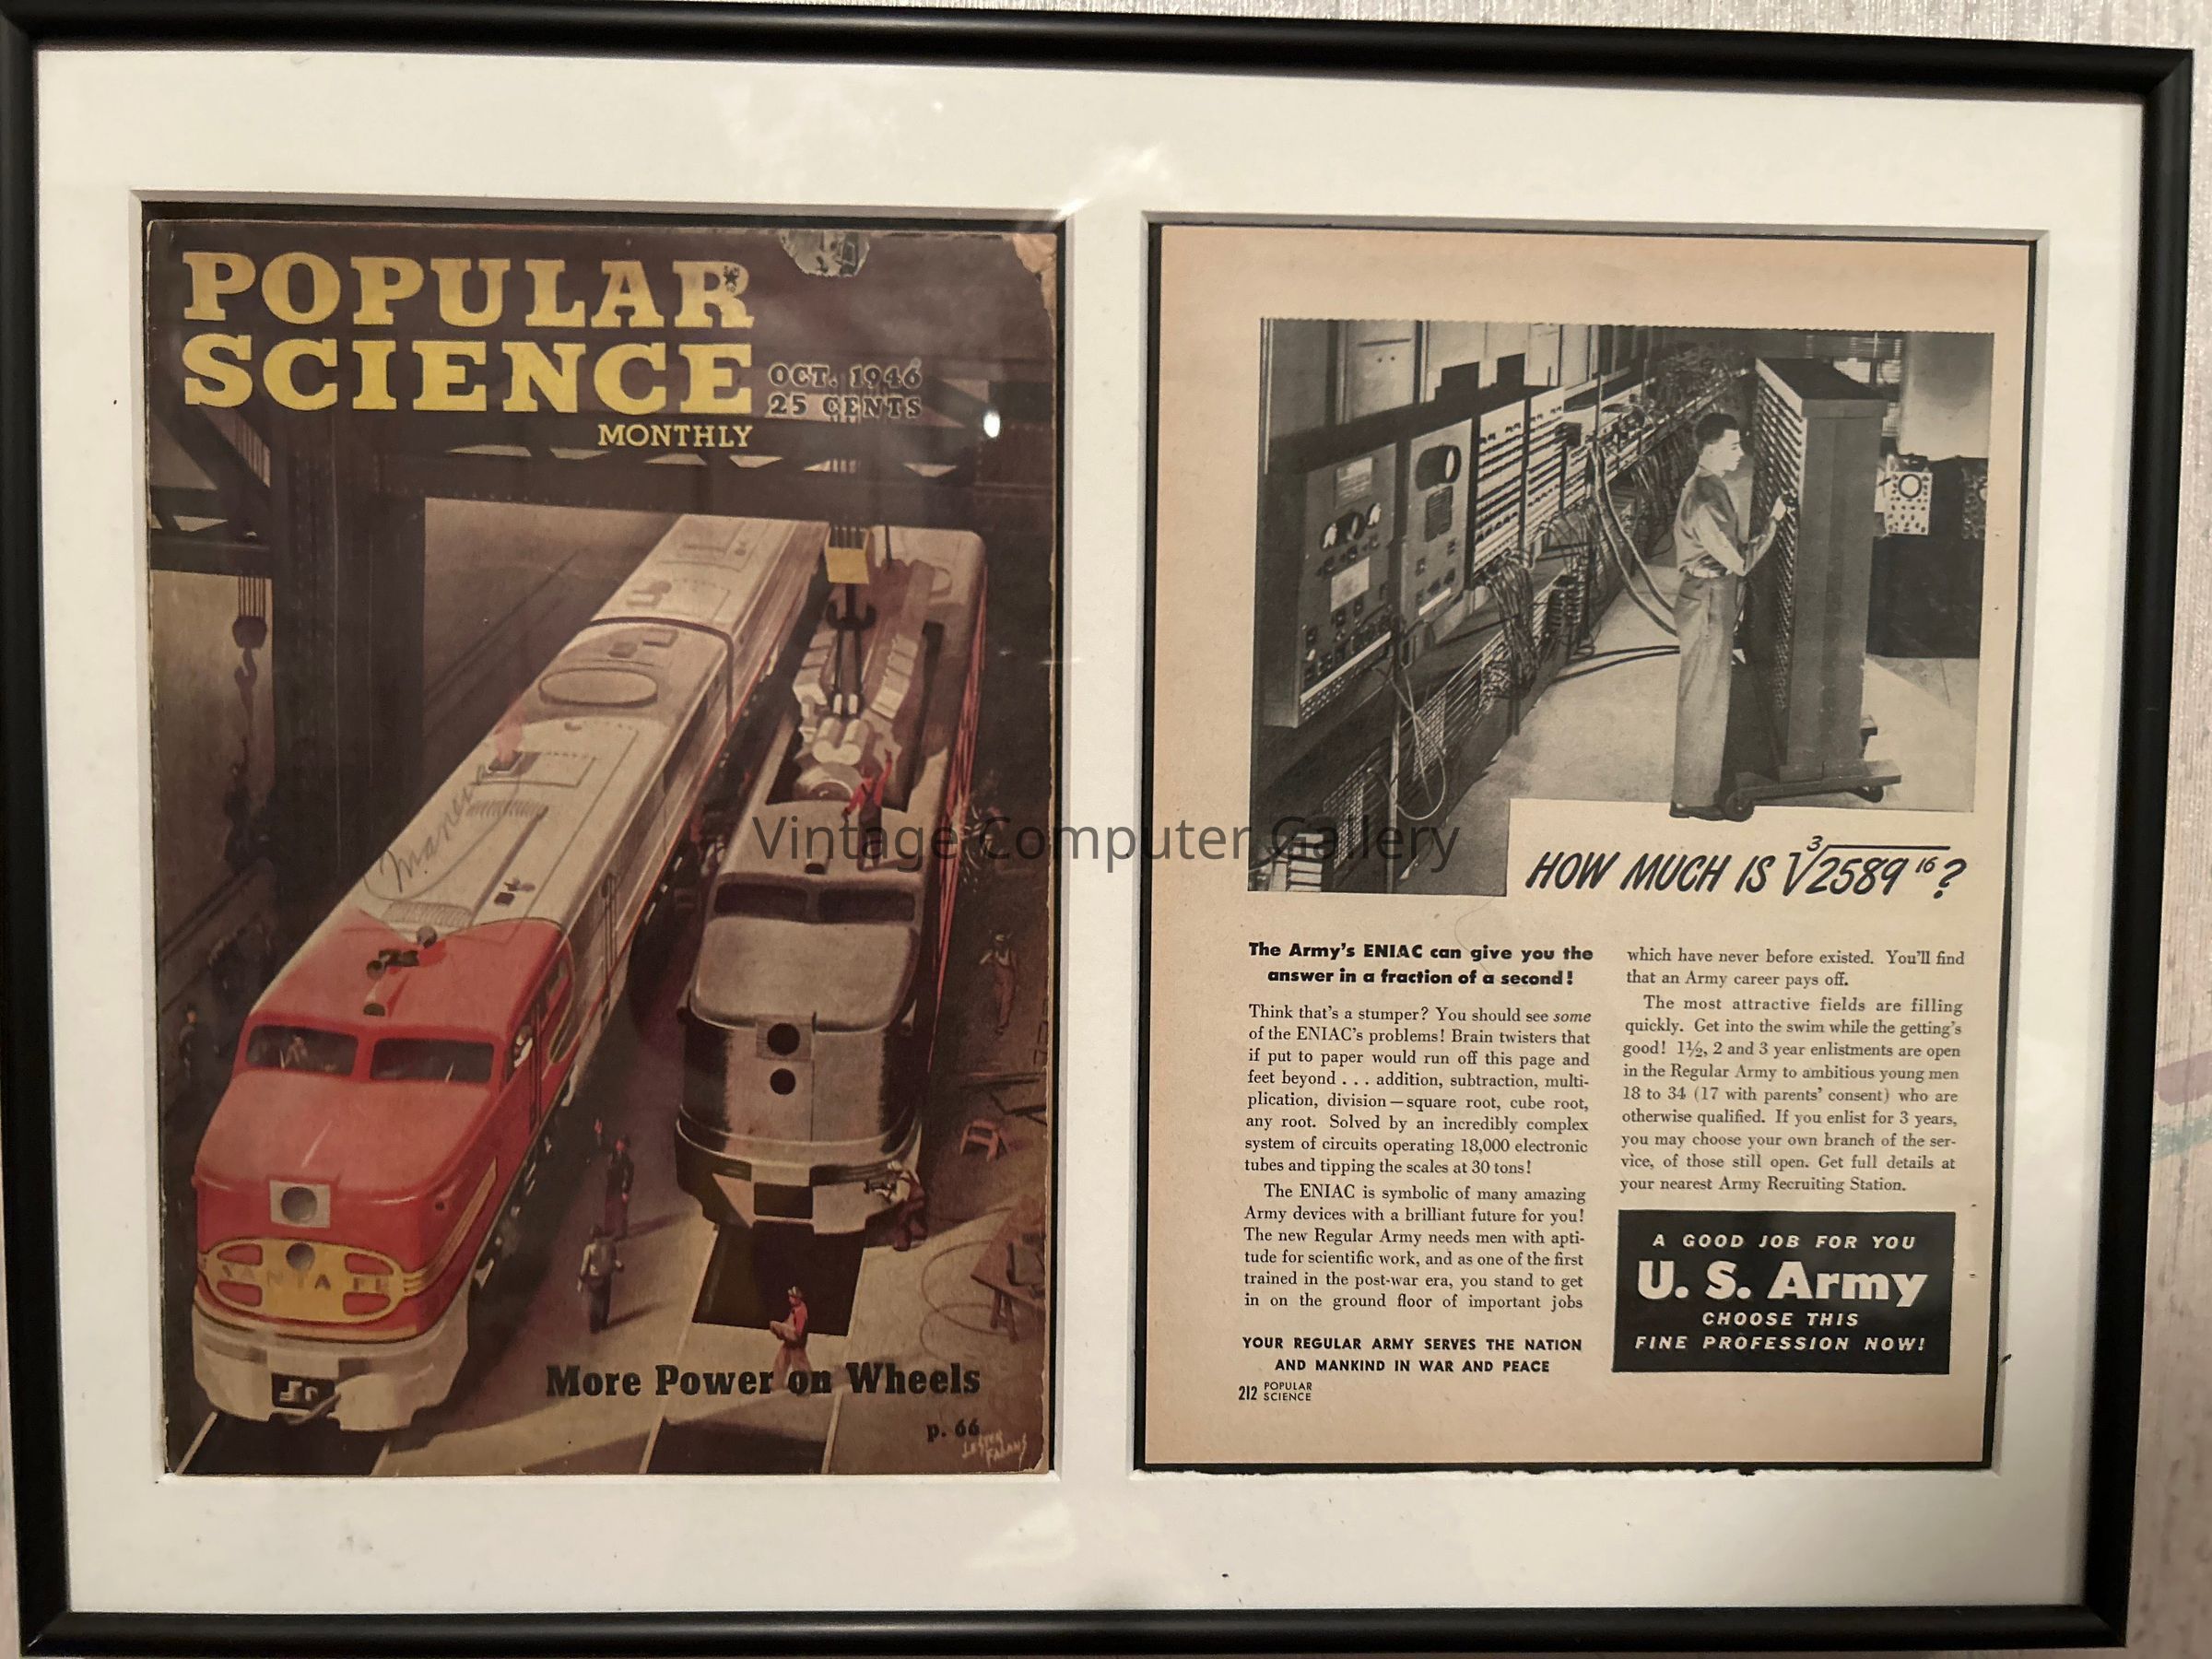 POPULAR
SCIENCE
OCT. 1946
25 CENTS
MONTHLY
SANTA FE
More Power on Wheels
p. 66
LESTER
FAGANS
Vintage Computer Gallery
HOW MUCH IS ∛2589¹⁶?
The Army's ENIAC can give you the
answer in a fraction of a second!
Think that's a stumper? You should see some
of the ENIAC's problems! Brain twisters that
if put to paper would run off this page and
feet beyond . . . addition, subtraction, multi-
plication, division—square root, cube root,
any root. Solved by an incredibly complex
system of circuits operating 18,000 electronic
tubes and tipping the scales at 30 tons!
The ENIAC is symbolic of many amazing
Army devices with a brilliant future for you!
The new Regular Army needs men with apti-
tude for scientific work, and as one of the first
trained in the post-war era, you stand to get
in on the ground floor of important jobs
YOUR REGULAR ARMY SERVES THE NATION
AND MANKIND IN WAR AND PEACE
212 POPULAR
SCIENCE
which have never before existed. You'll find
that an Army career pays off.
The most attractive fields are filling
quickly. Get into the swim while the getting's
good! 1½, 2 and 3 year enlistments are open
in the Regular Army to ambitious young men
18 to 34 (17 with parents' consent) who are
otherwise qualified. If you enlist for 3 years,
you may choose your own branch of the ser-
vice, of those still open. Get full details at
your nearest Army Recruiting Station.
A GOOD JOB FOR YOU
U. S. Army
CHOOSE THIS
FINE PROFESSION NOW!